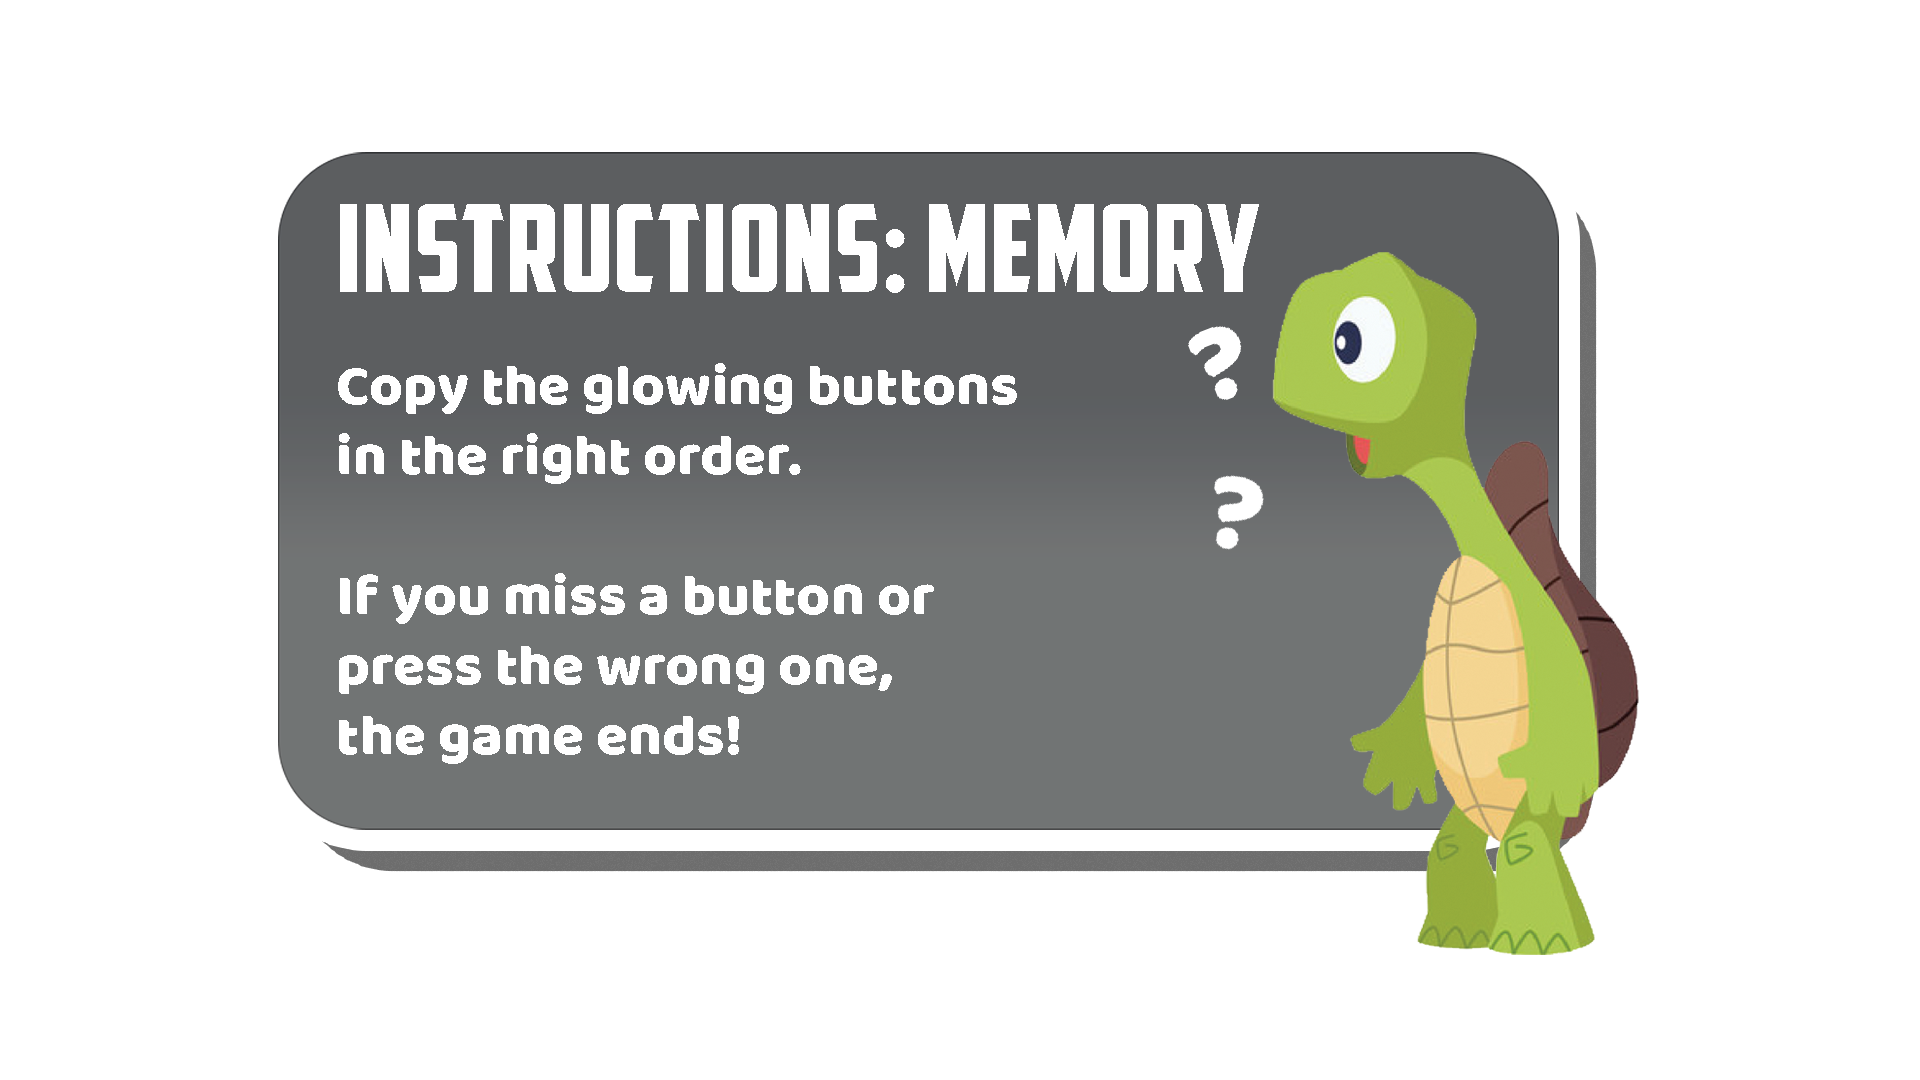 INSTRUCTIONS: MEMORY
Copy the glowing buttons
in the right order.
?
?
If you miss a button or
press the wrong one,
the game ends!